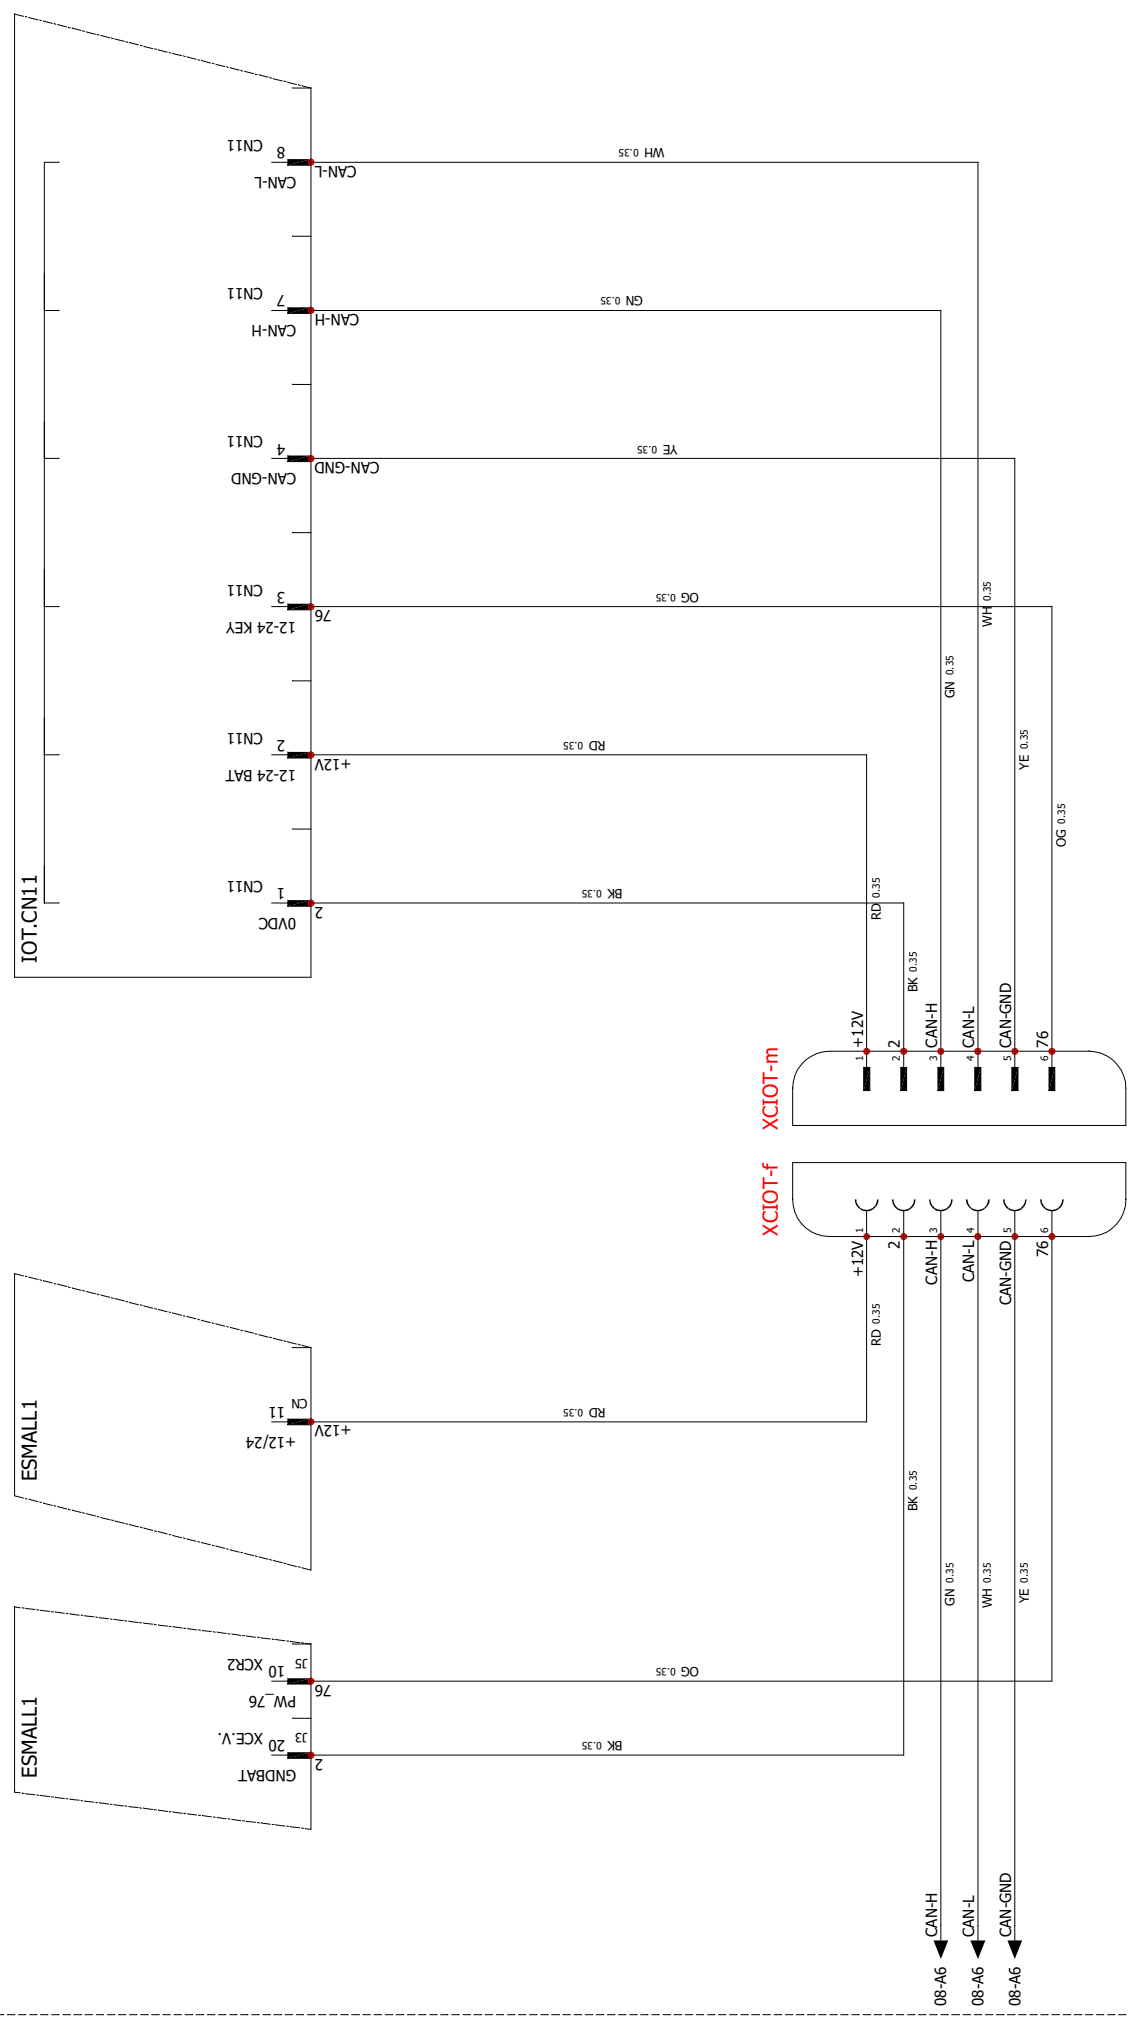 IOT.CN11
CN11
8
CAN-L
CAN-L
WH 0.35
CN11
7
CAN-H
CAN-H
GN 0.35
CN11
4
CAN-GND
CAN-GND
YE 0.35
CN11
3
12-24 KEY
76
OG 0.35
CN11
2
12-24 BAT
+12V
RD 0.35
CN11
1
0VDC
2
BK 0.35
RD 0.35
BK 0.35
GN 0.35
WH 0.35
YE 0.35
OG 0.35
XCIOT-m
+12V
1
2
2
CAN-H
3
CAN-L
4
CAN-GND
5
76
6
XCIOT-f
+12V
1
2
2
CAN-H
3
CAN-L
4
CAN-GND
5
76
6
RD 0.35
BK 0.35
GN 0.35
WH 0.35
YE 0.35
ESMALL1
CN
11
+12/24
+12V
RD 0.35
ESMALL1
XCR2
10
J5
PW_76
76
OG 0.35
XCE.V.
20
J3
GNDBAT
2
BK 0.35
CAN-H
08-A6
CAN-L
08-A6
CAN-GND
08-A6